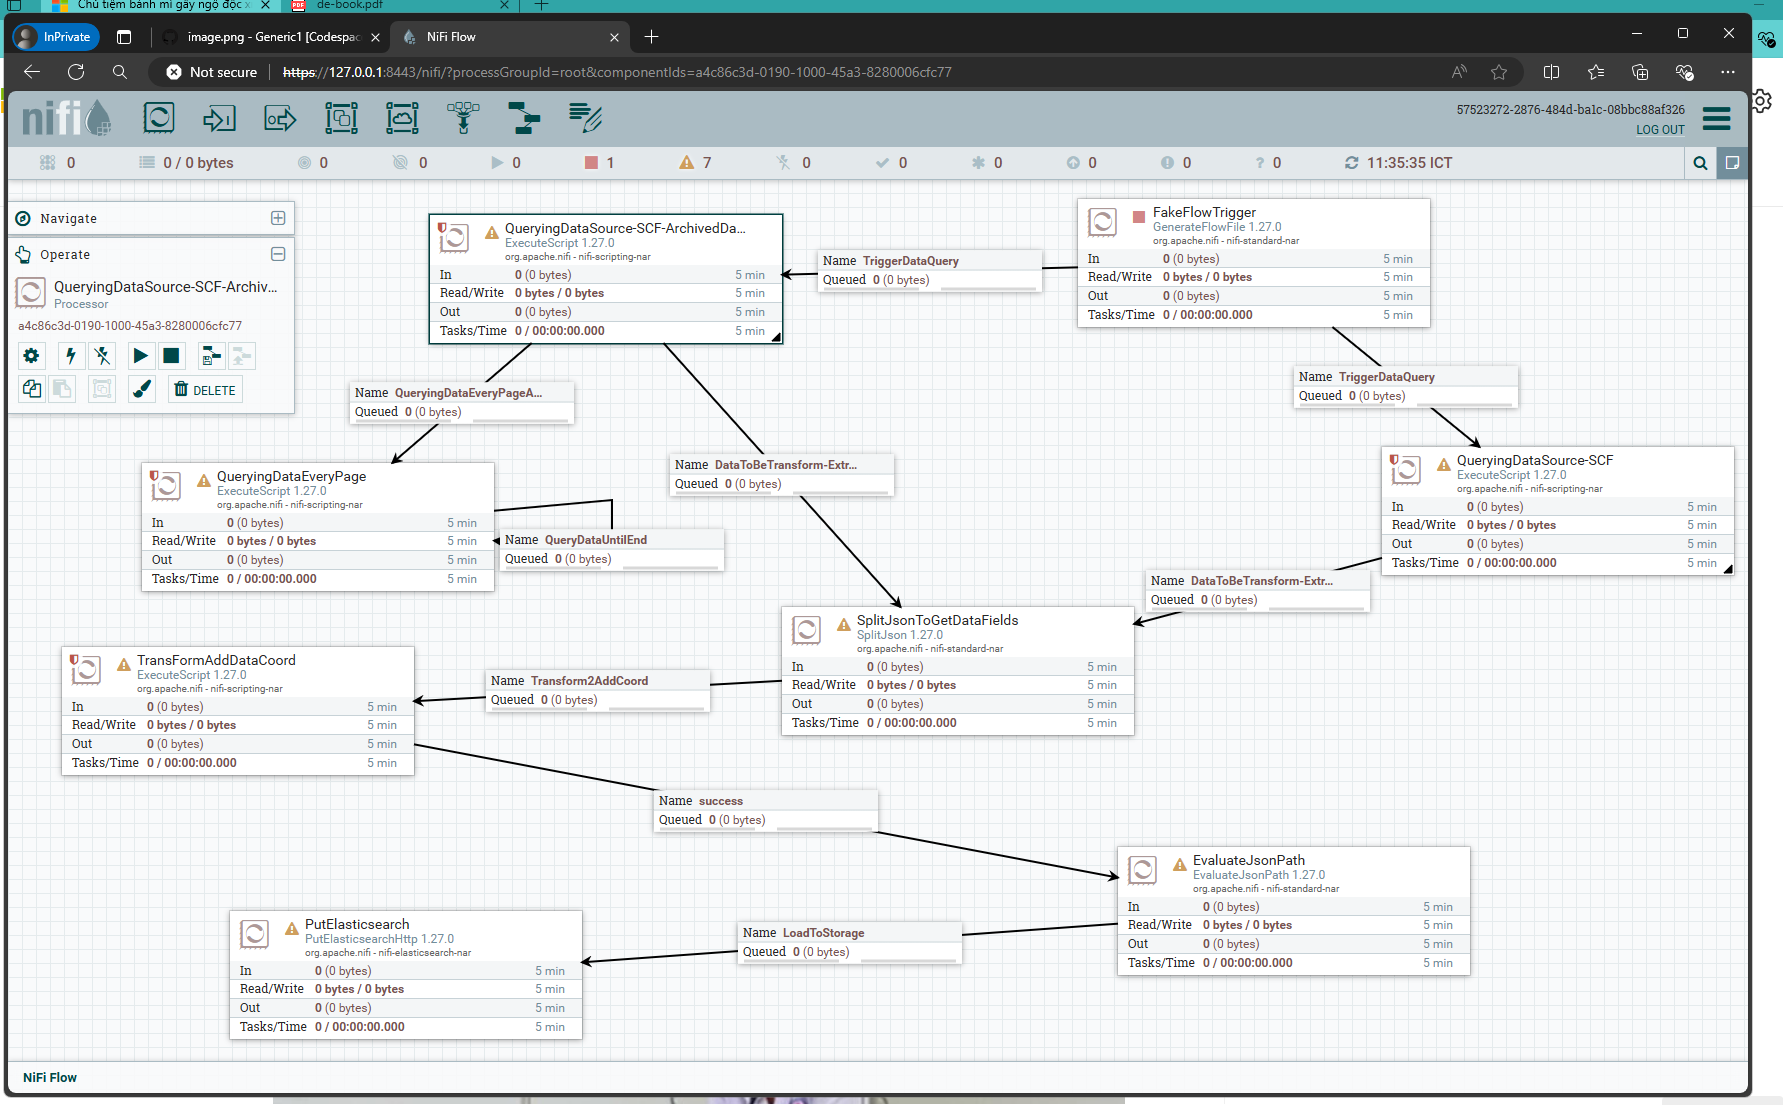 Chủ tiệm bánh mì gây ngộ độc x
de-book.pdf
InPrivate
image.png - Generic1 [Codespac
NiFi Flow
Not secure
https://127.0.0.1:8443/nifi/?processGroupId=root&componentIds=a4c86c3d-0190-1000-45a3-8280006cfc77
nifi
57523272-2876-484d-ba1c-08bbc88af326
LOG OUT
0
0 / 0 bytes
0
0
0
1
7
0
0
0
0
0
0
11:35:35 ICT
Navigate
Operate
QueryingDataSource-SCF-Archiv...
Processor
a4c86c3d-0190-1000-45a3-8280006cfc77
DELETE
QueryingDataSource-SCF-ArchivedDa...
ExecuteScript 1.27.0
org.apache.nifi - nifi-scripting-nar
In 0 (0 bytes) 5 min
Read/Write 0 bytes / 0 bytes 5 min
Out 0 (0 bytes) 5 min
Tasks/Time 0 / 00:00:00.000 5 min
Name TriggerDataQuery
Queued 0 (0 bytes)
FakeFlowTrigger
GenerateFlowFile 1.27.0
org.apache.nifi - nifi-standard-nar
In 0 (0 bytes) 5 min
Read/Write 0 bytes / 0 bytes 5 min
Out 0 (0 bytes) 5 min
Tasks/Time 0 / 00:00:00.000 5 min
Name TriggerDataQuery
Queued 0 (0 bytes)
Name QueryingDataEveryPageA...
Queued 0 (0 bytes)
Name DataToBeTransform-Extr...
Queued 0 (0 bytes)
QueryingDataEveryPage
ExecuteScript 1.27.0
org.apache.nifi - nifi-scripting-nar
In 0 (0 bytes) 5 min
Read/Write 0 bytes / 0 bytes 5 min
Out 0 (0 bytes) 5 min
Tasks/Time 0 / 00:00:00.000 5 min
Name QueryDataUntilEnd
Queued 0 (0 bytes)
QueryingDataSource-SCF
ExecuteScript 1.27.0
org.apache.nifi - nifi-scripting-nar
In 0 (0 bytes) 5 min
Read/Write 0 bytes / 0 bytes 5 min
Out 0 (0 bytes) 5 min
Tasks/Time 0 / 00:00:00.000 5 min
Name DataToBeTransform-Extr...
Queued 0 (0 bytes)
SplitJsonToGetDataFields
SplitJson 1.27.0
org.apache.nifi - nifi-standard-nar
In 0 (0 bytes) 5 min
Read/Write 0 bytes / 0 bytes 5 min
Out 0 (0 bytes) 5 min
Tasks/Time 0 / 00:00:00.000 5 min
TransFormAddDataCoord
ExecuteScript 1.27.0
org.apache.nifi - nifi-scripting-nar
In 0 (0 bytes) 5 min
Read/Write 0 bytes / 0 bytes 5 min
Out 0 (0 bytes) 5 min
Tasks/Time 0 / 00:00:00.000 5 min
Name Transform2AddCoord
Queued 0 (0 bytes)
Name success
Queued 0 (0 bytes)
EvaluateJsonPath
EvaluateJsonPath 1.27.0
org.apache.nifi - nifi-standard-nar
In 0 (0 bytes) 5 min
Read/Write 0 bytes / 0 bytes 5 min
Out 0 (0 bytes) 5 min
Tasks/Time 0 / 00:00:00.000 5 min
PutElasticsearch
PutElasticsearchHttp 1.27.0
org.apache.nifi - nifi-elasticsearch-nar
In 0 (0 bytes) 5 min
Read/Write 0 bytes / 0 bytes 5 min
Out 0 (0 bytes) 5 min
Tasks/Time 0 / 00:00:00.000 5 min
Name LoadToStorage
Queued 0 (0 bytes)
NiFi Flow